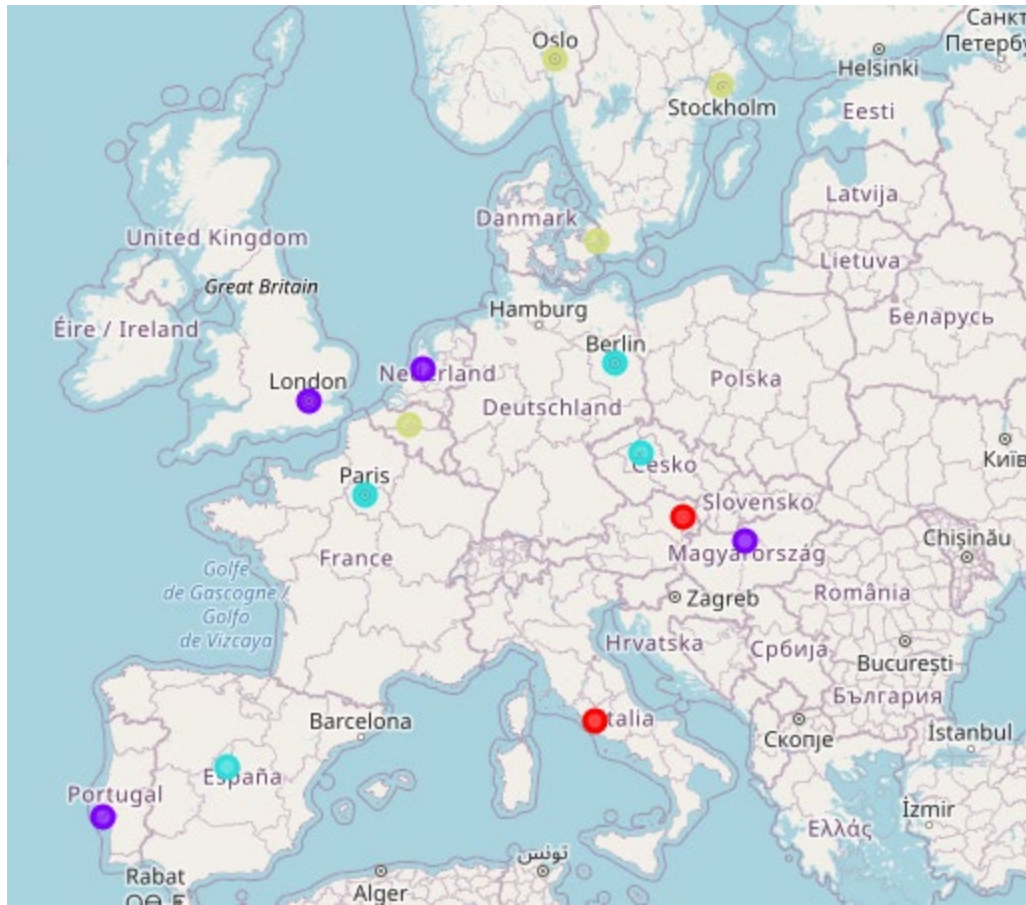 Санкт
Петербу
Oslo
Helsinki
Stockholm
Eesti
Latvija
Danmark
United Kingdom
Lietuva
Great Britain
Hamburg
Беларусь
Éire / Ireland
Berlin
Nederland
London
Polska
Deutschland
Київ
Česko
Paris
Slovensko
Chișinău
Magyarország
France
Golfe
de Gascogne /
Golfo
de Vizcaya
România
Zagreb
Hrvatska
Србија
București
България
Barcelona
Italia
Скопје
İstanbul
España
Portugal
İzmir
Ελλάς
تونس
Rabat
Alger